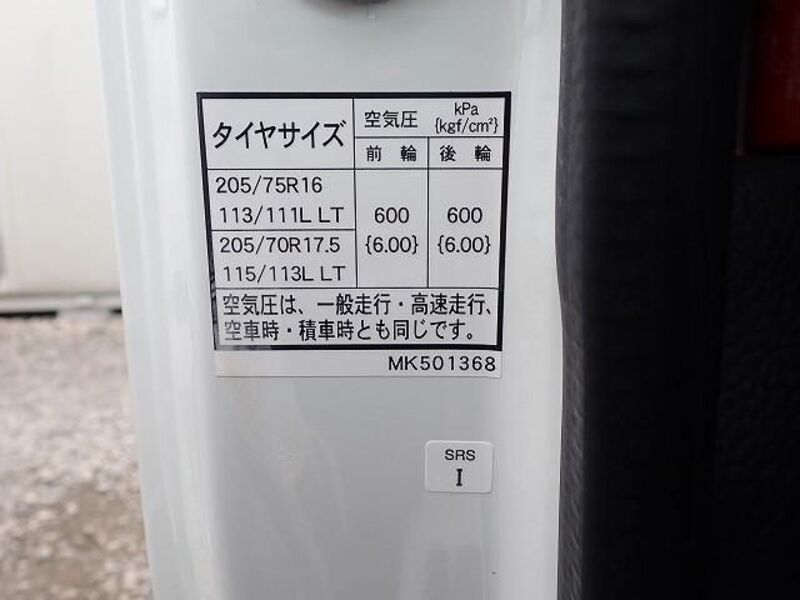 タイヤサイズ
空気圧 kPa
{kgf/cm²}
前輪 後輪
205/75R16
113/111L LT 600 600
205/70R17.5 {6.00} {6.00}
115/113L LT
空気圧は、一般走行・高速走行、
空車時・積車時とも同じです。
MK501368
SRS
I